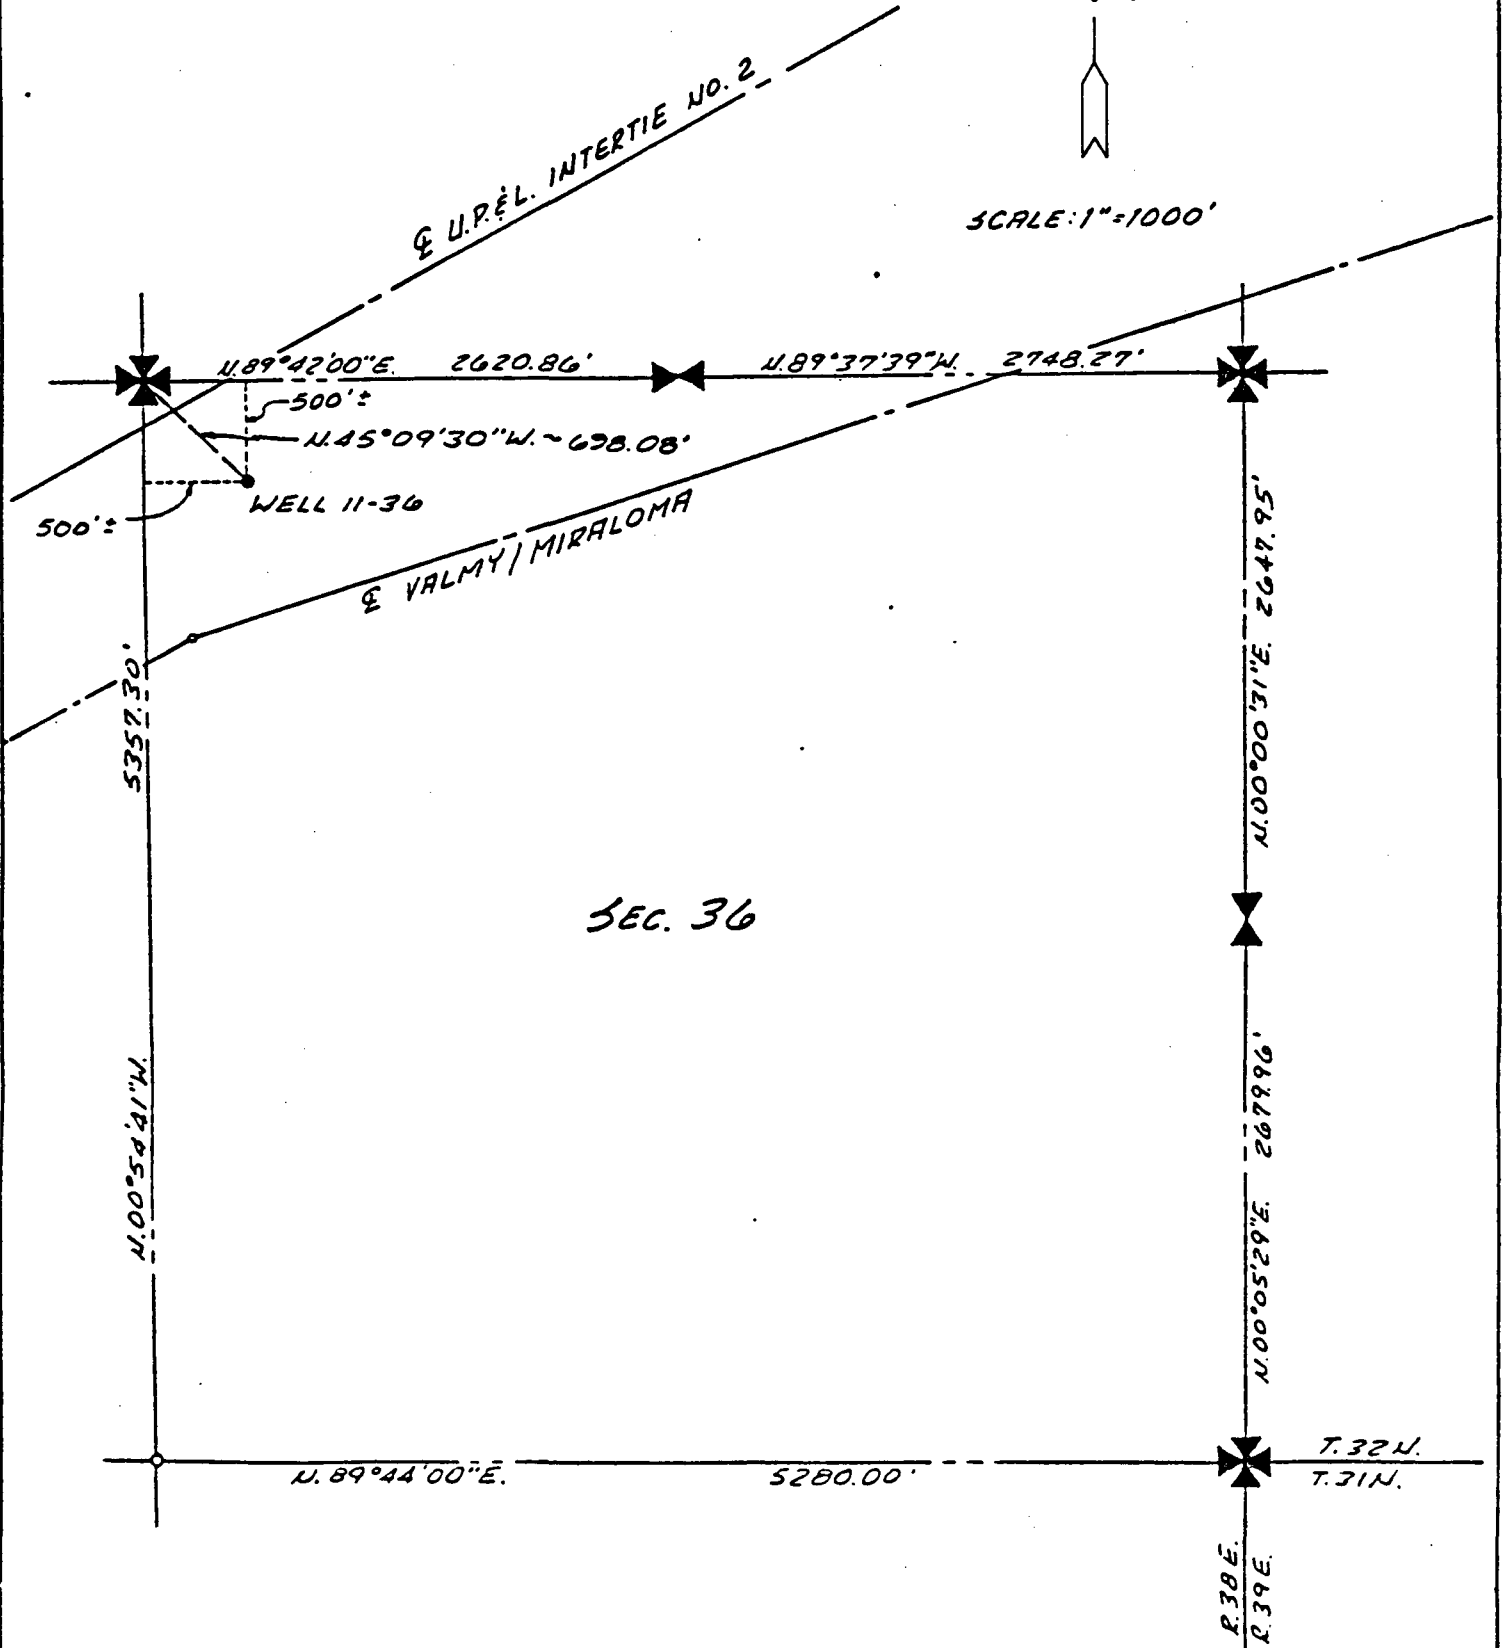 ℄ U.P.&L. INTERTIE NO. 2
SCALE: 1"=1000'
N.89°42'00"E. 2620.86'
N.89°37'39"W. 2748.27'
500'±
N.45°09'30"W. ~ 698.08'
WELL 11-36
500'±
℄ VALMY / MIRALOMA
5357.30'
N.00°54'41"W.
N.00°00'31"E. 2647.95'
SEC. 36
N.00°05'29"E. 2679.96'
N.89°44'00"E. 5280.00'
T.32N.
T.31N.
R.38E.
R.39E.